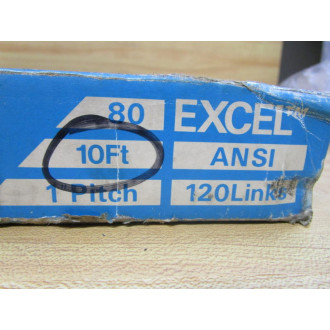 80 EXCEL
10Ft ANSI
1 Pitch 120Links